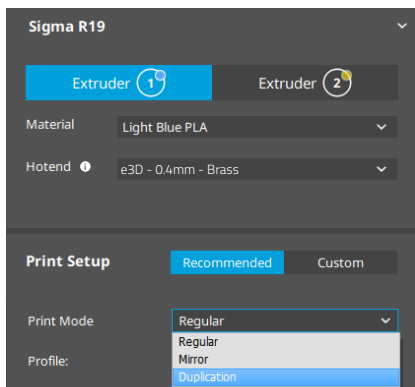 Sigma R19
Extruder 1 Extruder 2
Material Light Blue PLA
Hotend i e3D - 0.4mm - Brass
Print Setup Recommended Custom
Print Mode Regular
Regular
Profile: Mirror
Duplication